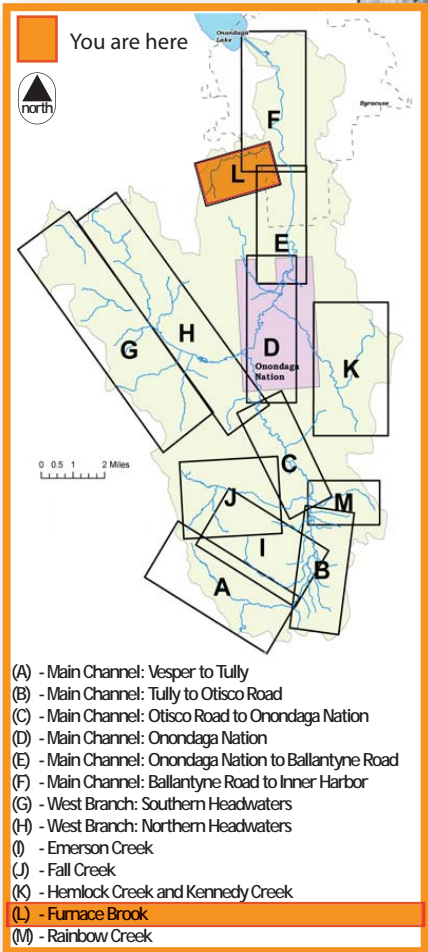 You are here
north
Onondaga
Lake
Syracuse
F
L
E
G
H
D
Onondaga
Nation
K
0 0.5 1 2 Miles
C
J
M
I
B
A
(A) - Main Channel: Vesper to Tully
(B) - Main Channel: Tully to Otisco Road
(C) - Main Channel: Otisco Road to Onondaga Nation
(D) - Main Channel: Onondaga Nation
(E) - Main Channel: Onondaga Nation to Ballantyne Road
(F) - Main Channel: Ballantyne Road to Inner Harbor
(G) - West Branch: Southern Headwaters
(H) - West Branch: Northern Headwaters
(I) - Emerson Creek
(J) - Fall Creek
(K) - Hemlock Creek and Kennedy Creek
(L) - Furnace Brook
(M) - Rainbow Creek